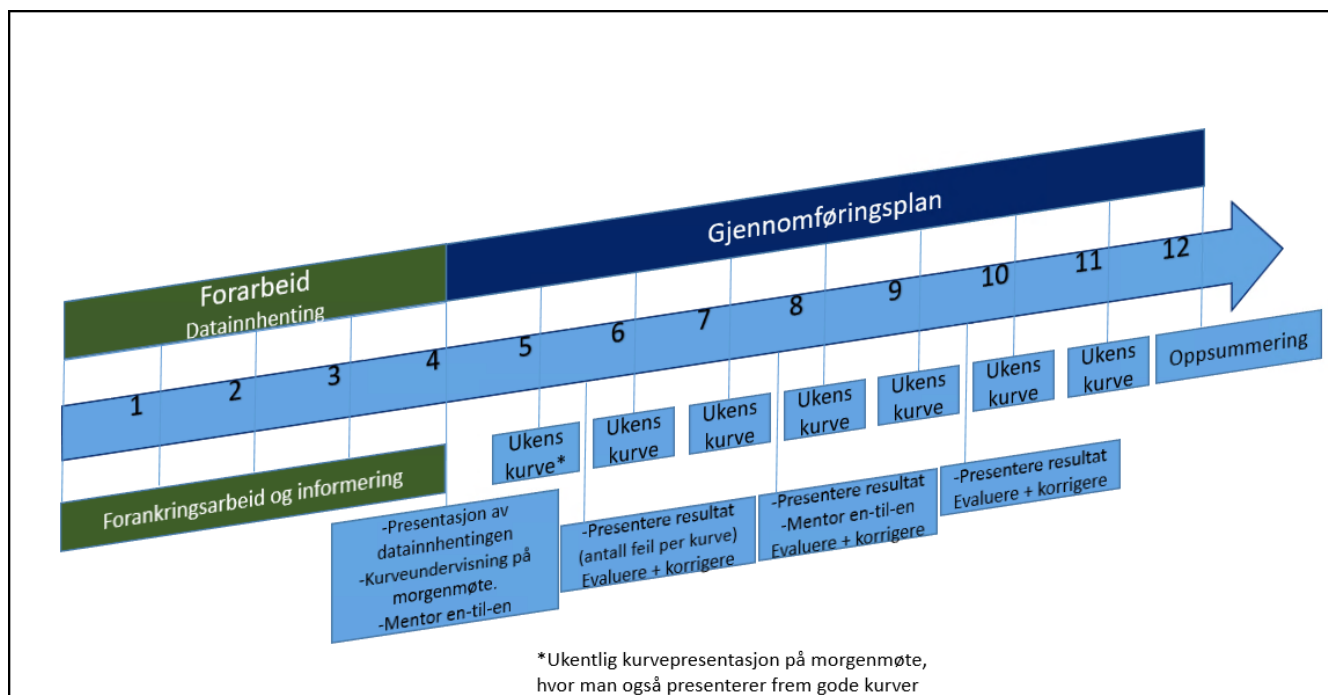 Gjennomføringsplan
Forarbeid
Datainnhenting
1
2
3
4
5
6
7
8
9
10
11
12
Forankringsarbeid og informering
Ukens
kurve*
Ukens
kurve
Ukens
kurve
Ukens
kurve
Ukens
kurve
Ukens
kurve
Ukens
kurve
Oppsummering
-Presentasjon av
datainnhentingen
-Kurveundervisning på
morgenmøte.
-Mentor en-til-en
-Presentere resultat
(antall feil per kurve)
Evaluere + korrigere
-Presentere resultat
-Mentor en-til-en
Evaluere + korrigere
-Presentere resultat
Evaluere + korrigere
*Ukentlig kurvepresentasjon på morgenmøte,
hvor man også presenterer frem gode kurver